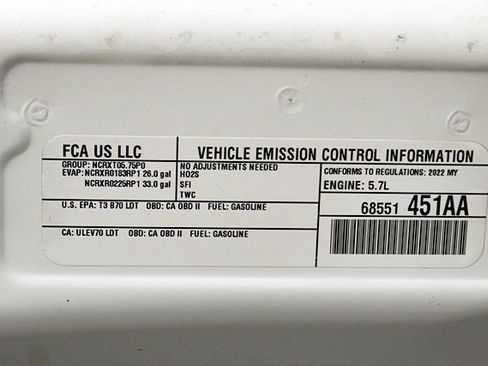 FCA US LLC
VEHICLE EMISSION CONTROL INFORMATION
GROUP: NCRXT05.75P0
EVAP: NCRXR0183RP1 26.0 gal
NCRXR0225RP1 33.0 gal
NO ADJUSTMENTS NEEDED
HO2S
SFI
TWC
CONFORMS TO REGULATIONS: 2022 MY
ENGINE: 5.7L
U.S. EPA: T3 B70 LDT OBD: CA OBD II FUEL: GASOLINE
68551 451AA
CA: ULEV70 LDT OBD: CA OBD II FUEL: GASOLINE